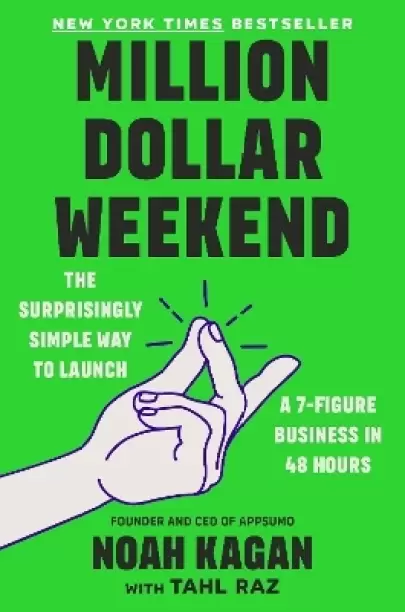 NEW YORK TIMES BESTSELLER
MILLION
DOLLAR
WEEKEND
THE
SURPRISINGLY
SIMPLE WAY
TO LAUNCH
A 7-FIGURE
BUSINESS IN
48 HOURS
FOUNDER AND CEO OF APPSUMO
NOAH KAGAN
WITH TAHL RAZ